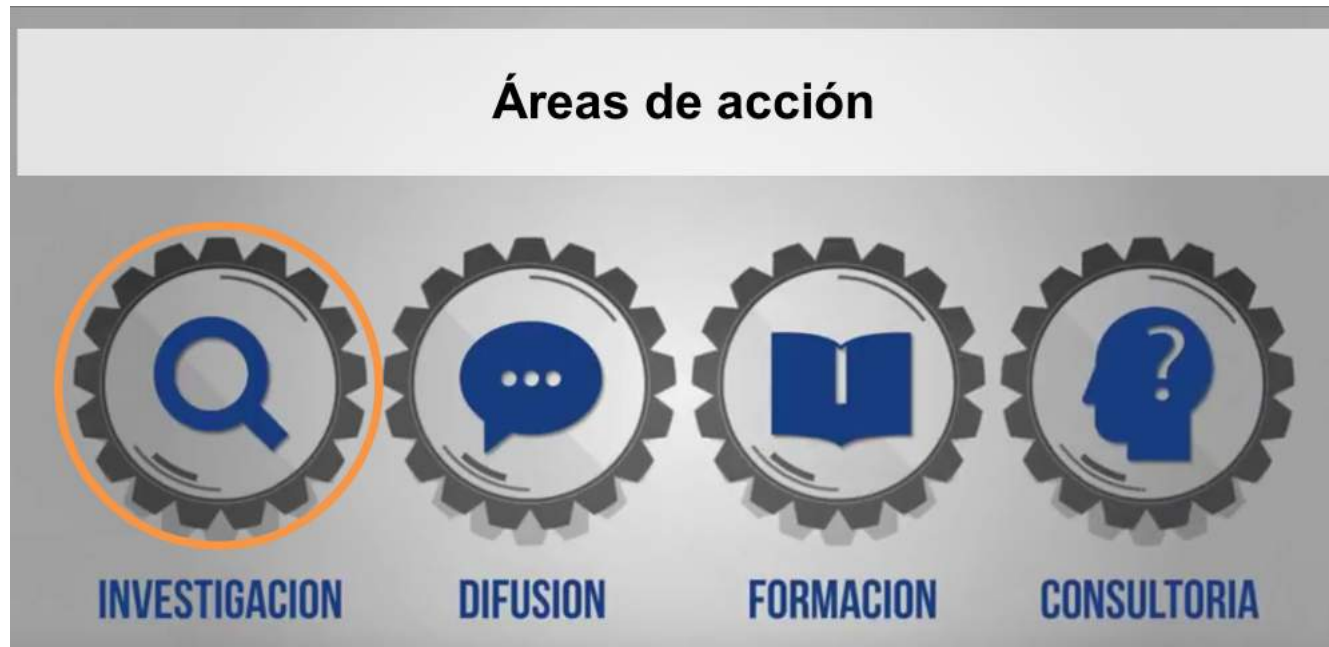 Áreas de acción
INVESTIGACION DIFUSION FORMACION CONSULTORIA